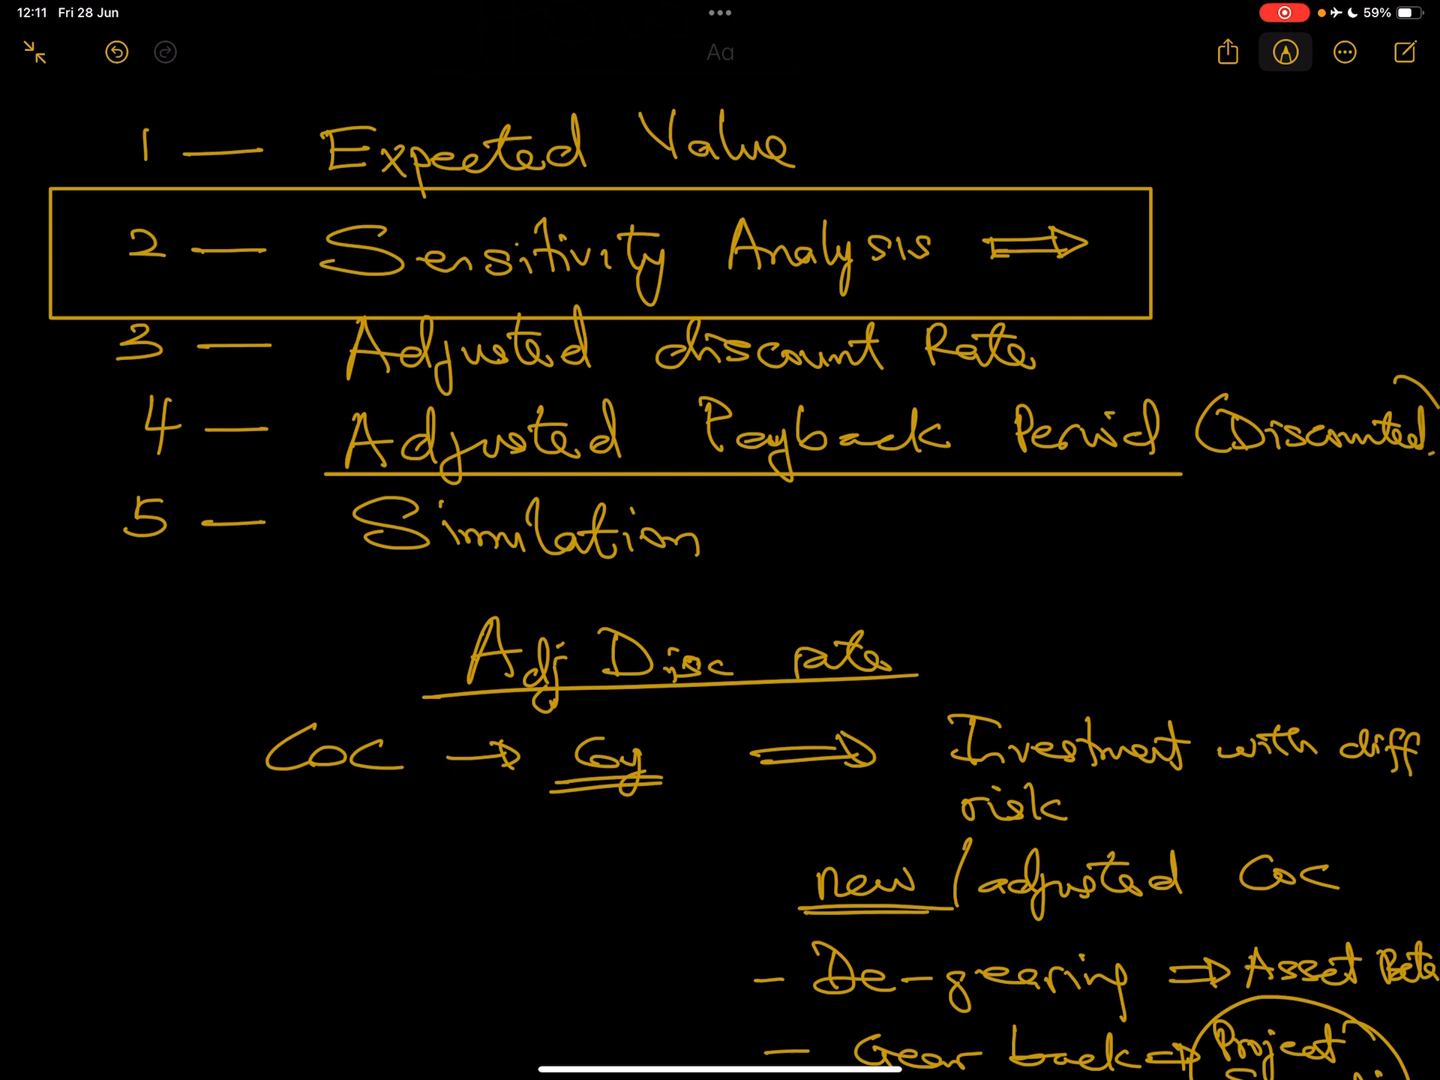 12:11 Fri 28 Jun
59%
Aa
1 — Expected Value
2 — Sensitivity Analysis ⇒
3 — Adjusted discount Rate
4 — Adjusted Payback Period (Discounted)
5 — Simulation
Adj Disc rate
CoC → Coy ⇒ Investment with diff
risk
new / adjusted CoC
- De-gearing ⇒ Asset Beta
- Gear back ⇒ Project